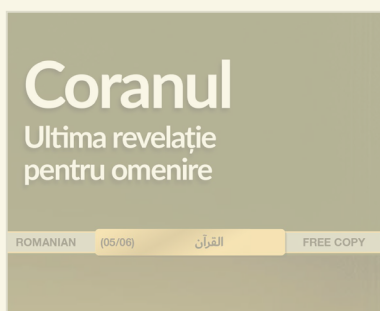 Coranul
Ultima revelație
pentru omenire
ROMANIAN (05/06) القرآن FREE COPY